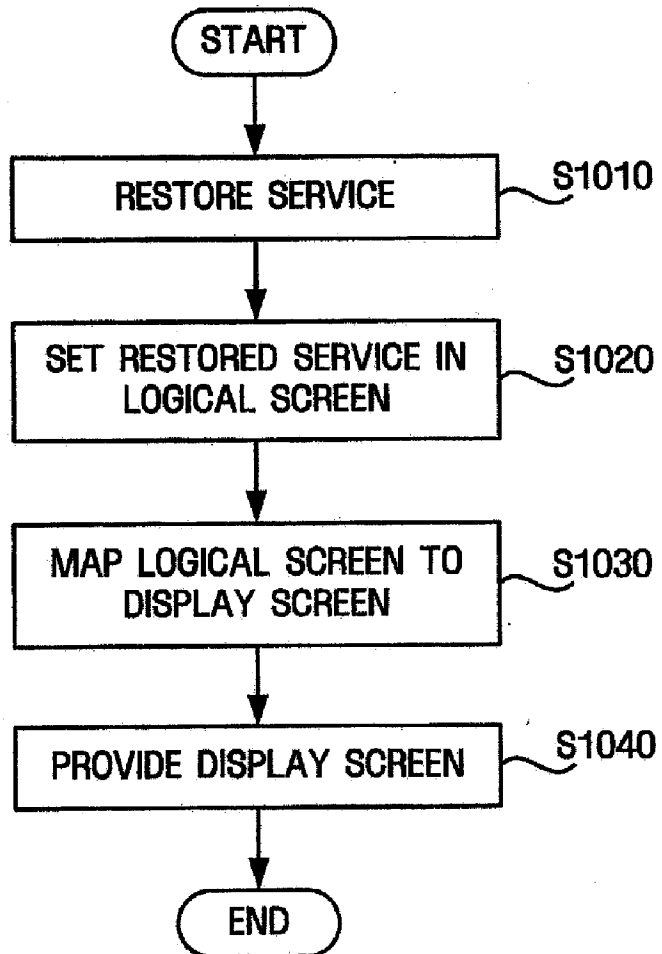 START
RESTORE SERVICE
S1010
SET RESTORED SERVICE IN
LOGICAL SCREEN
S1020
MAP LOGICAL SCREEN TO
DISPLAY SCREEN
S1030
PROVIDE DISPLAY SCREEN
S1040
END